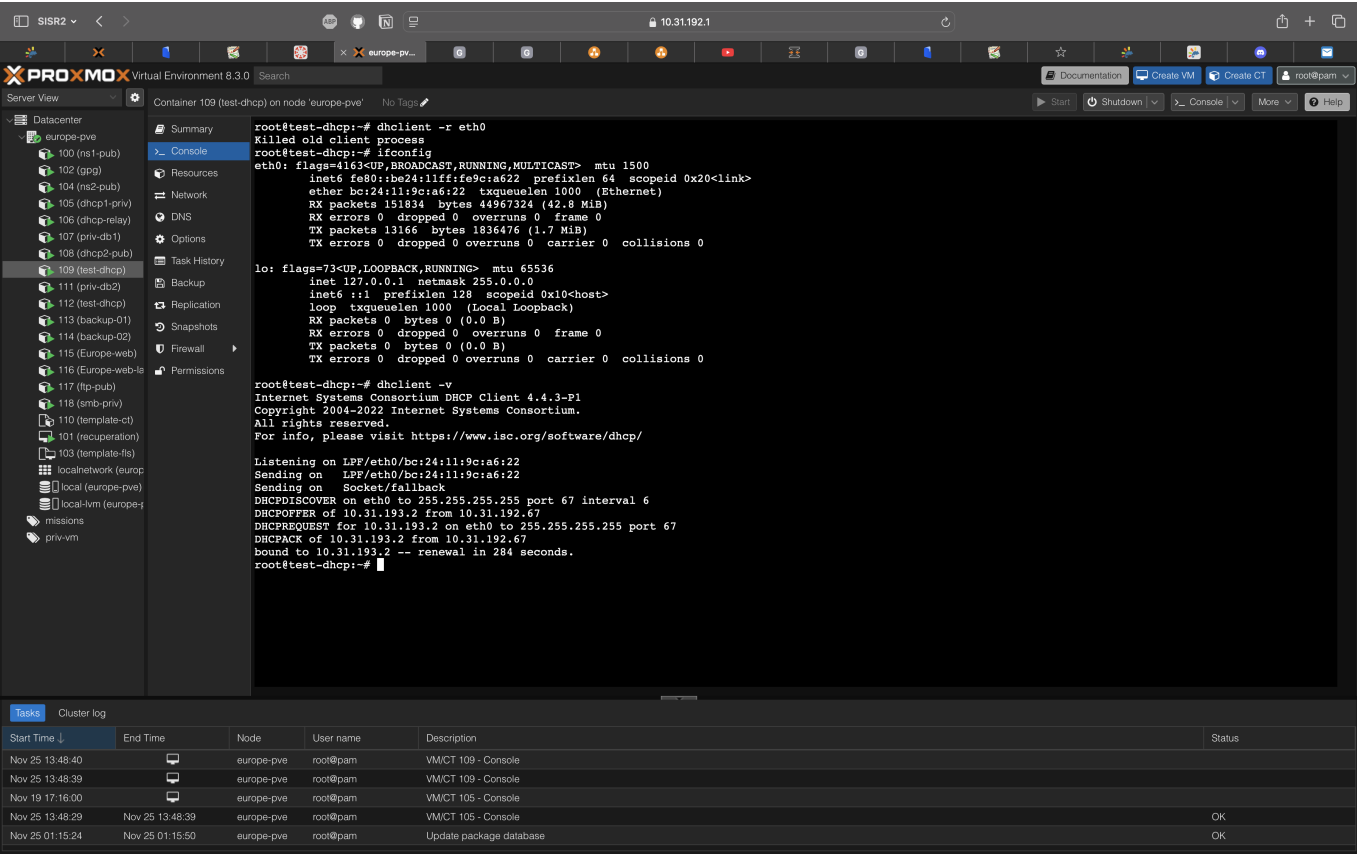 SISR2
ABP
10.31.192.1
europe-pv...
PROXMOX Virtual Environment 8.3.0 Search
Documentation Create VM Create CT root@pam
Server View
Container 109 (test-dhcp) on node 'europe-pve' No Tags
Start Shutdown Console More Help
Datacenter
europe-pve
100 (ns1-pub)
102 (gpg)
104 (ns2-pub)
105 (dhcp1-priv)
106 (dhcp-relay)
107 (priv-db1)
108 (dhcp2-pub)
109 (test-dhcp)
111 (priv-db2)
112 (test-dhcp)
113 (backup-01)
114 (backup-02)
115 (Europe-web)
116 (Europe-web-la
117 (ftp-pub)
118 (smb-priv)
110 (template-ct)
101 (recuperation)
103 (template-fls)
localnetwork (europ
local (europe-pve)
local-lvm (europe-p
missions
priv-vm
Summary
Console
Resources
Network
DNS
Options
Task History
Backup
Replication
Snapshots
Firewall
Permissions
root@test-dhcp:~# dhclient -r eth0
Killed old client process
root@test-dhcp:~# ifconfig
eth0: flags=4163<UP,BROADCAST,RUNNING,MULTICAST>  mtu 1500
inet6 fe80::be24:11ff:fe9c:a622  prefixlen 64  scopeid 0x20<link>
ether bc:24:11:9c:a6:22  txqueuelen 1000  (Ethernet)
RX packets 151834  bytes 44967324 (42.8 MiB)
RX errors 0  dropped 0  overruns 0  frame 0
TX packets 13166  bytes 1836476 (1.7 MiB)
TX errors 0  dropped 0 overruns 0  carrier 0  collisions 0
lo: flags=73<UP,LOOPBACK,RUNNING>  mtu 65536
inet 127.0.0.1  netmask 255.0.0.0
inet6 ::1  prefixlen 128  scopeid 0x10<host>
loop  txqueuelen 1000  (Local Loopback)
RX packets 0  bytes 0 (0.0 B)
RX errors 0  dropped 0  overruns 0  frame 0
TX packets 0  bytes 0 (0.0 B)
TX errors 0  dropped 0 overruns 0  carrier 0  collisions 0
root@test-dhcp:~# dhclient -v
Internet Systems Consortium DHCP Client 4.4.3-P1
Copyright 2004-2022 Internet Systems Consortium.
All rights reserved.
For info, please visit https://www.isc.org/software/dhcp/
Listening on LPF/eth0/bc:24:11:9c:a6:22
Sending on   LPF/eth0/bc:24:11:9c:a6:22
Sending on   Socket/fallback
DHCPDISCOVER on eth0 to 255.255.255.255 port 67 interval 6
DHCPOFFER of 10.31.193.2 from 10.31.192.67
DHCPREQUEST for 10.31.193.2 on eth0 to 255.255.255.255 port 67
DHCPACK of 10.31.193.2 from 10.31.192.67
bound to 10.31.193.2 -- renewal in 284 seconds.
root@test-dhcp:~#
Tasks Cluster log
Start Time End Time Node User name Description Status
Nov 25 13:48:40 europe-pve root@pam VM/CT 109 - Console
Nov 25 13:48:39 europe-pve root@pam VM/CT 109 - Console
Nov 19 17:16:00 europe-pve root@pam VM/CT 105 - Console
Nov 25 13:48:29 Nov 25 13:48:39 europe-pve root@pam VM/CT 105 - Console OK
Nov 25 01:15:24 Nov 25 01:15:50 europe-pve root@pam Update package database OK